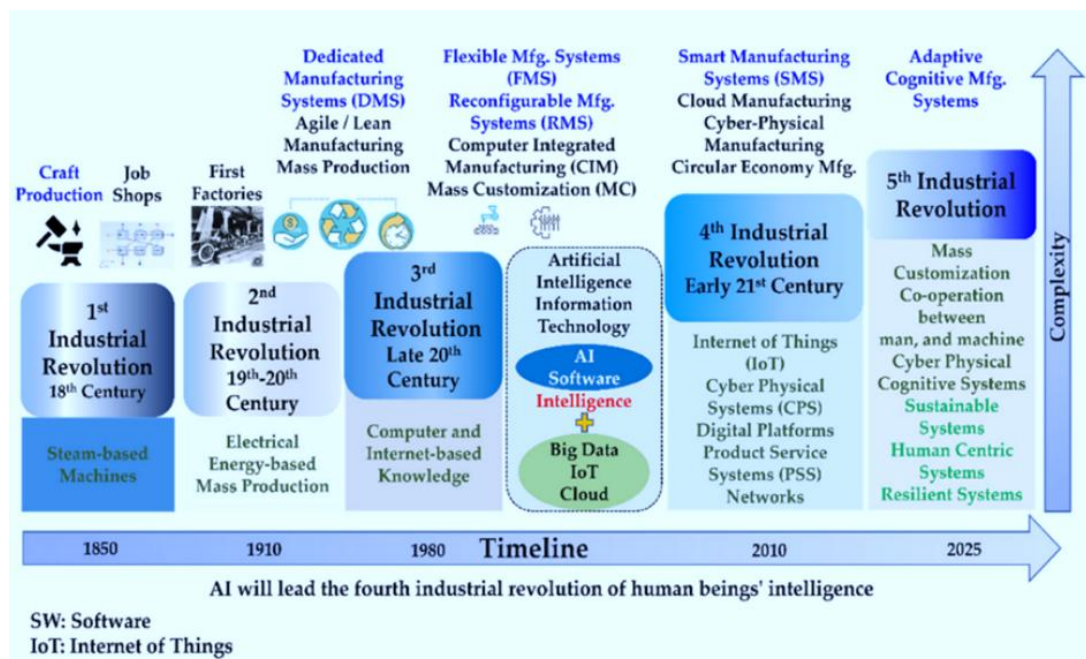 Craft
Production
Job
Shops
First
Factories
Dedicated
Manufacturing
Systems (DMS)
Agile / Lean
Manufacturing
Mass Production
Flexible Mfg. Systems
(FMS)
Reconfigurable Mfg.
Systems (RMS)
Computer Integrated
Manufacturing (CIM)
Mass Customization (MC)
Smart Manufacturing
Systems (SMS)
Cloud Manufacturing
Cyber-Physical
Manufacturing
Circular Economy Mfg.
Adaptive
Cognitive Mfg.
Systems
1st
Industrial
Revolution
18th Century
Steam-based
Machines
2nd
Industrial
Revolution
19th-20th
Century
Electrical
Energy-based
Mass Production
3rd
Industrial
Revolution
Late 20th
Century
Computer and
Internet-based
Knowledge
Artificial
Intelligence
Information
Technology
AI
Software
Intelligence
Big Data
IoT
Cloud
4th Industrial
Revolution
Early 21st Century
Internet of Things
(IoT)
Cyber Physical
Systems (CPS)
Digital Platforms
Product Service
Systems (PSS)
Networks
5th Industrial
Revolution
Mass
Customization
Co-operation
between
man, and machine
Cyber Physical
Cognitive Systems
Sustainable
Systems
Human Centric
Systems
Resilient Systems
Complexity
1850 1910 1980 Timeline 2010 2025
AI will lead the fourth industrial revolution of human beings' intelligence
SW: Software
IoT: Internet of Things